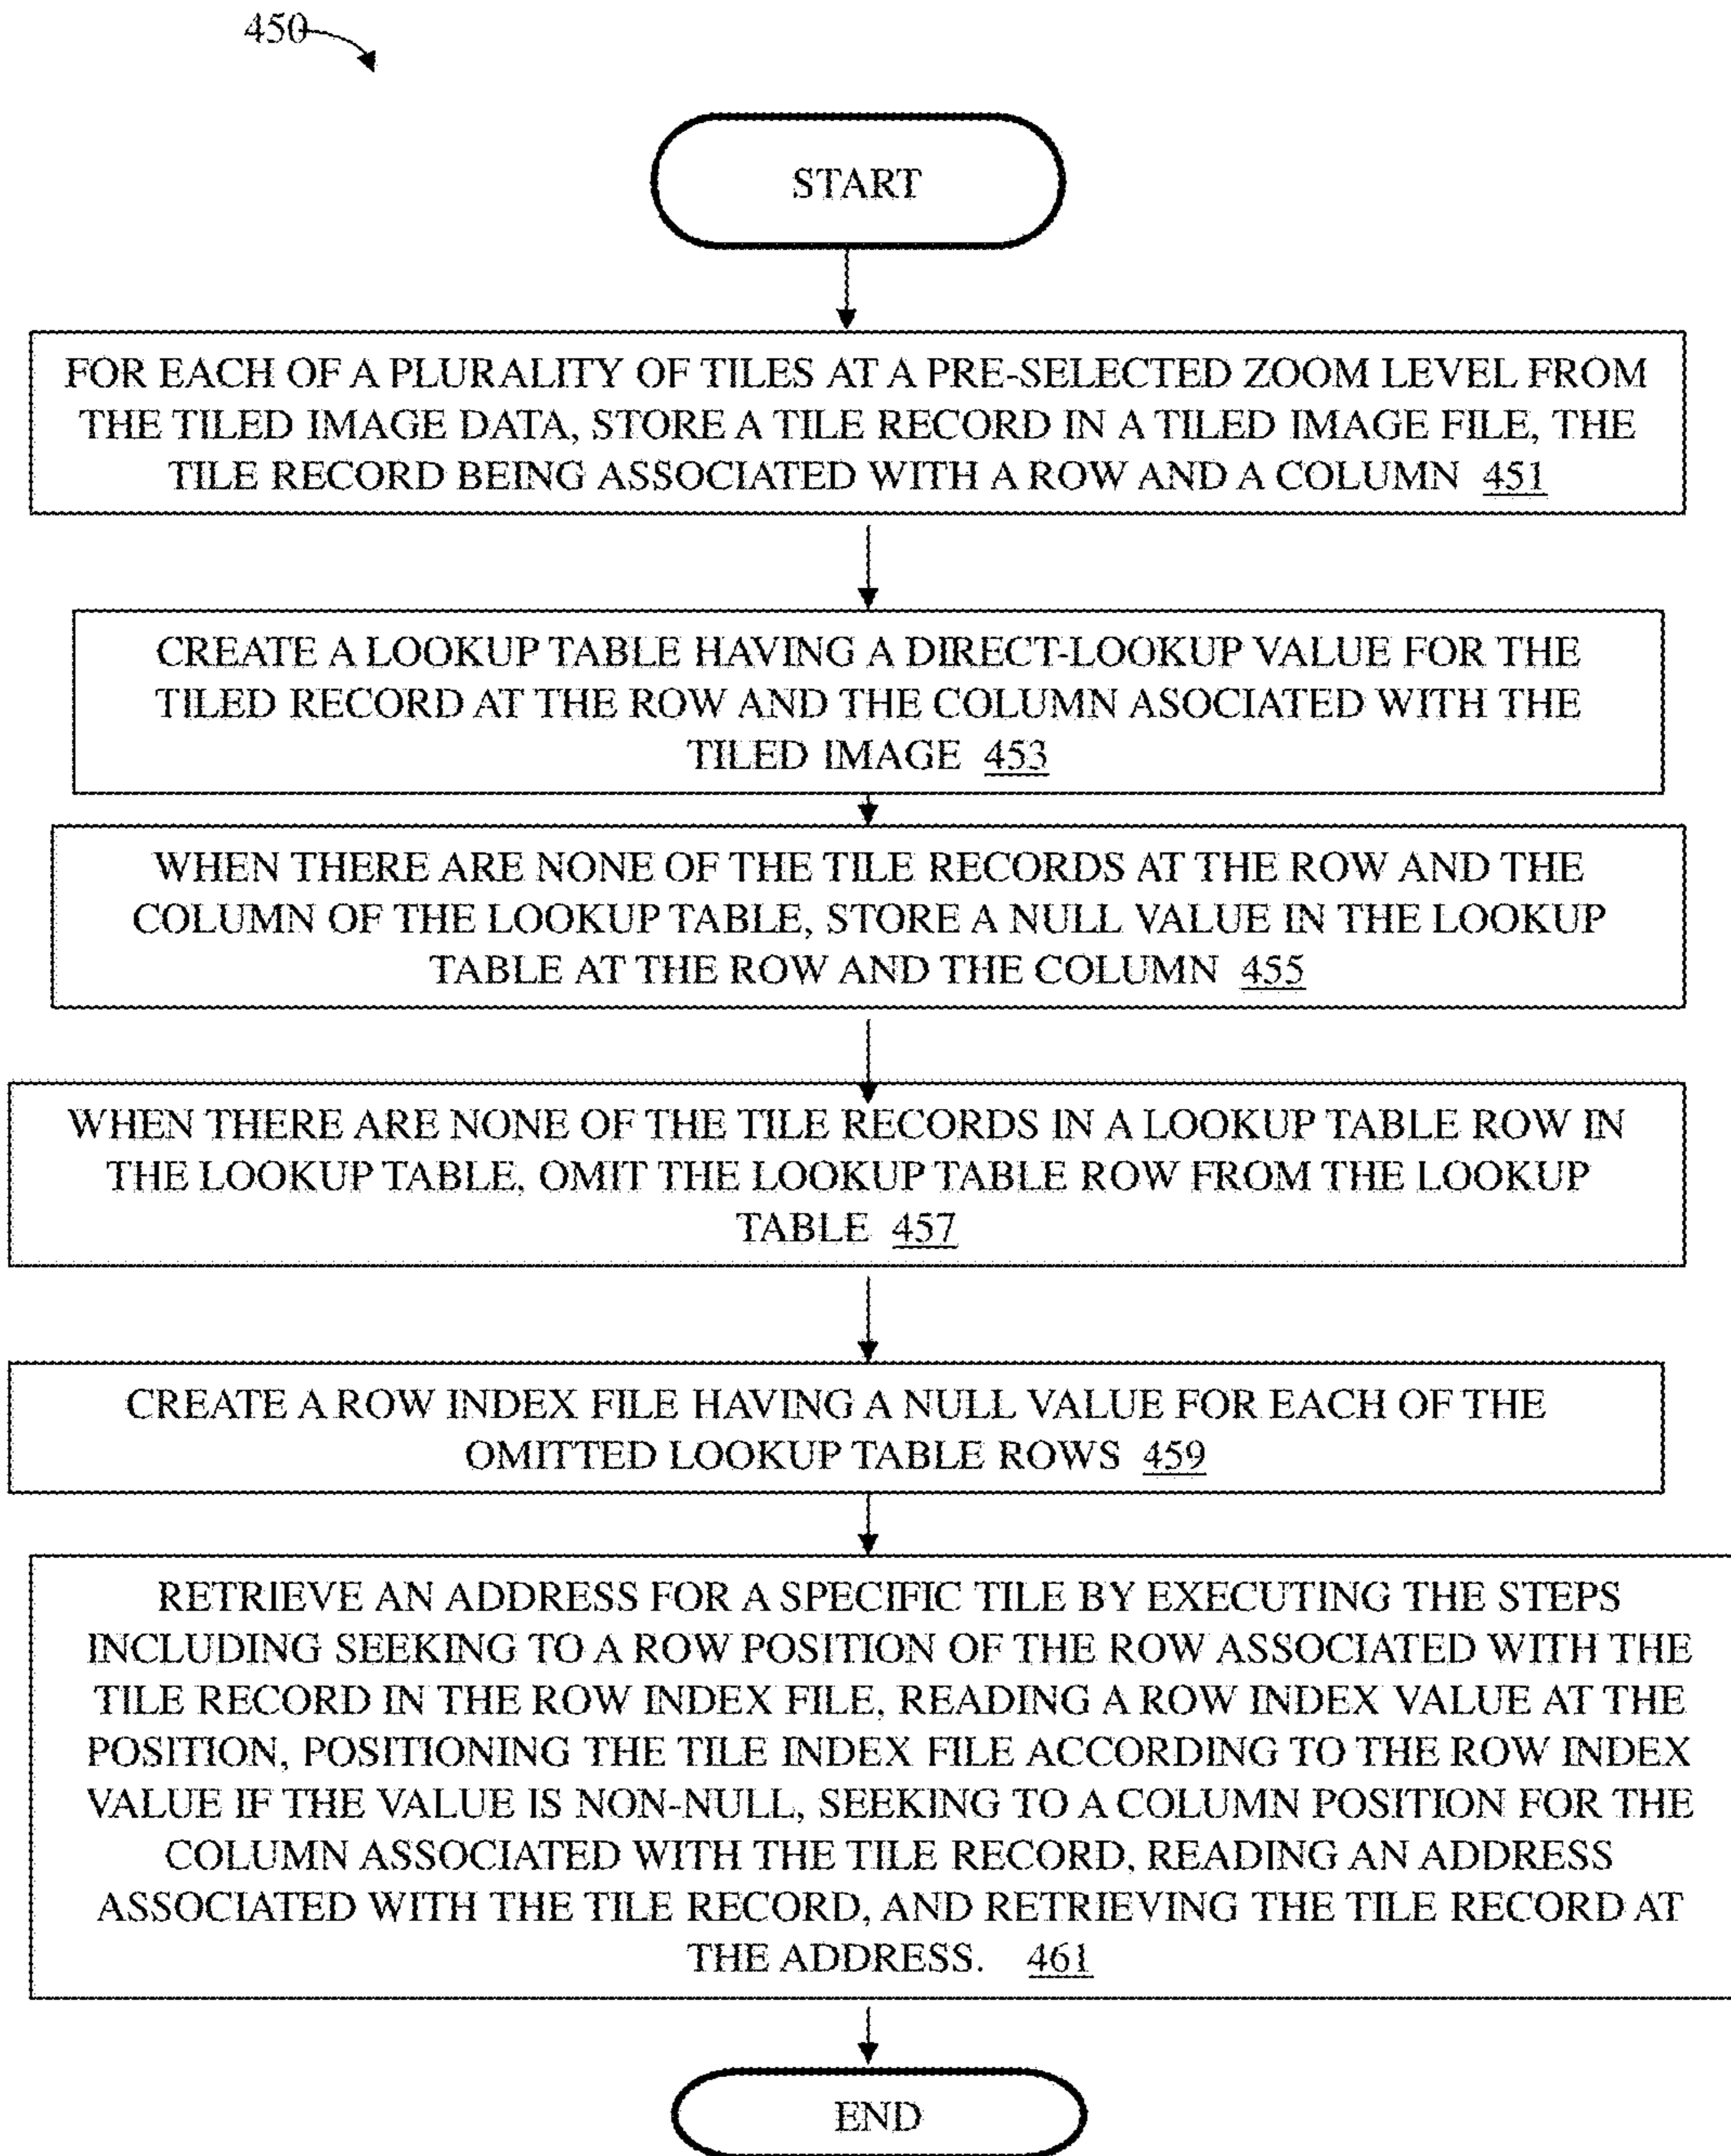 450
START
FOR EACH OF A PLURALITY OF TILES AT A PRE-SELECTED ZOOM LEVEL FROM
THE TILED IMAGE DATA, STORE A TILE RECORD IN A TILED IMAGE FILE, THE
TILE RECORD BEING ASSOCIATED WITH A ROW AND A COLUMN 451
CREATE A LOOKUP TABLE HAVING A DIRECT-LOOKUP VALUE FOR THE
TILED RECORD AT THE ROW AND THE COLUMN ASOCIATED WITH THE
TILED IMAGE 453
WHEN THERE ARE NONE OF THE TILE RECORDS AT THE ROW AND THE
COLUMN OF THE LOOKUP TABLE, STORE A NULL VALUE IN THE LOOKUP
TABLE AT THE ROW AND THE COLUMN 455
WHEN THERE ARE NONE OF THE TILE RECORDS IN A LOOKUP TABLE ROW IN
THE LOOKUP TABLE, OMIT THE LOOKUP TABLE ROW FROM THE LOOKUP
TABLE 457
CREATE A ROW INDEX FILE HAVING A NULL VALUE FOR EACH OF THE
OMITTED LOOKUP TABLE ROWS 459
RETRIEVE AN ADDRESS FOR A SPECIFIC TILE BY EXECUTING THE STEPS
INCLUDING SEEKING TO A ROW POSITION OF THE ROW ASSOCIATED WITH THE
TILE RECORD IN THE ROW INDEX FILE, READING A ROW INDEX VALUE AT THE
POSITION, POSITIONING THE TILE INDEX FILE ACCORDING TO THE ROW INDEX
VALUE IF THE VALUE IS NON-NULL, SEEKING TO A COLUMN POSITION FOR THE
COLUMN ASSOCIATED WITH THE TILE RECORD, READING AN ADDRESS
ASSOCIATED WITH THE TILE RECORD, AND RETRIEVING THE TILE RECORD AT
THE ADDRESS. 461
END